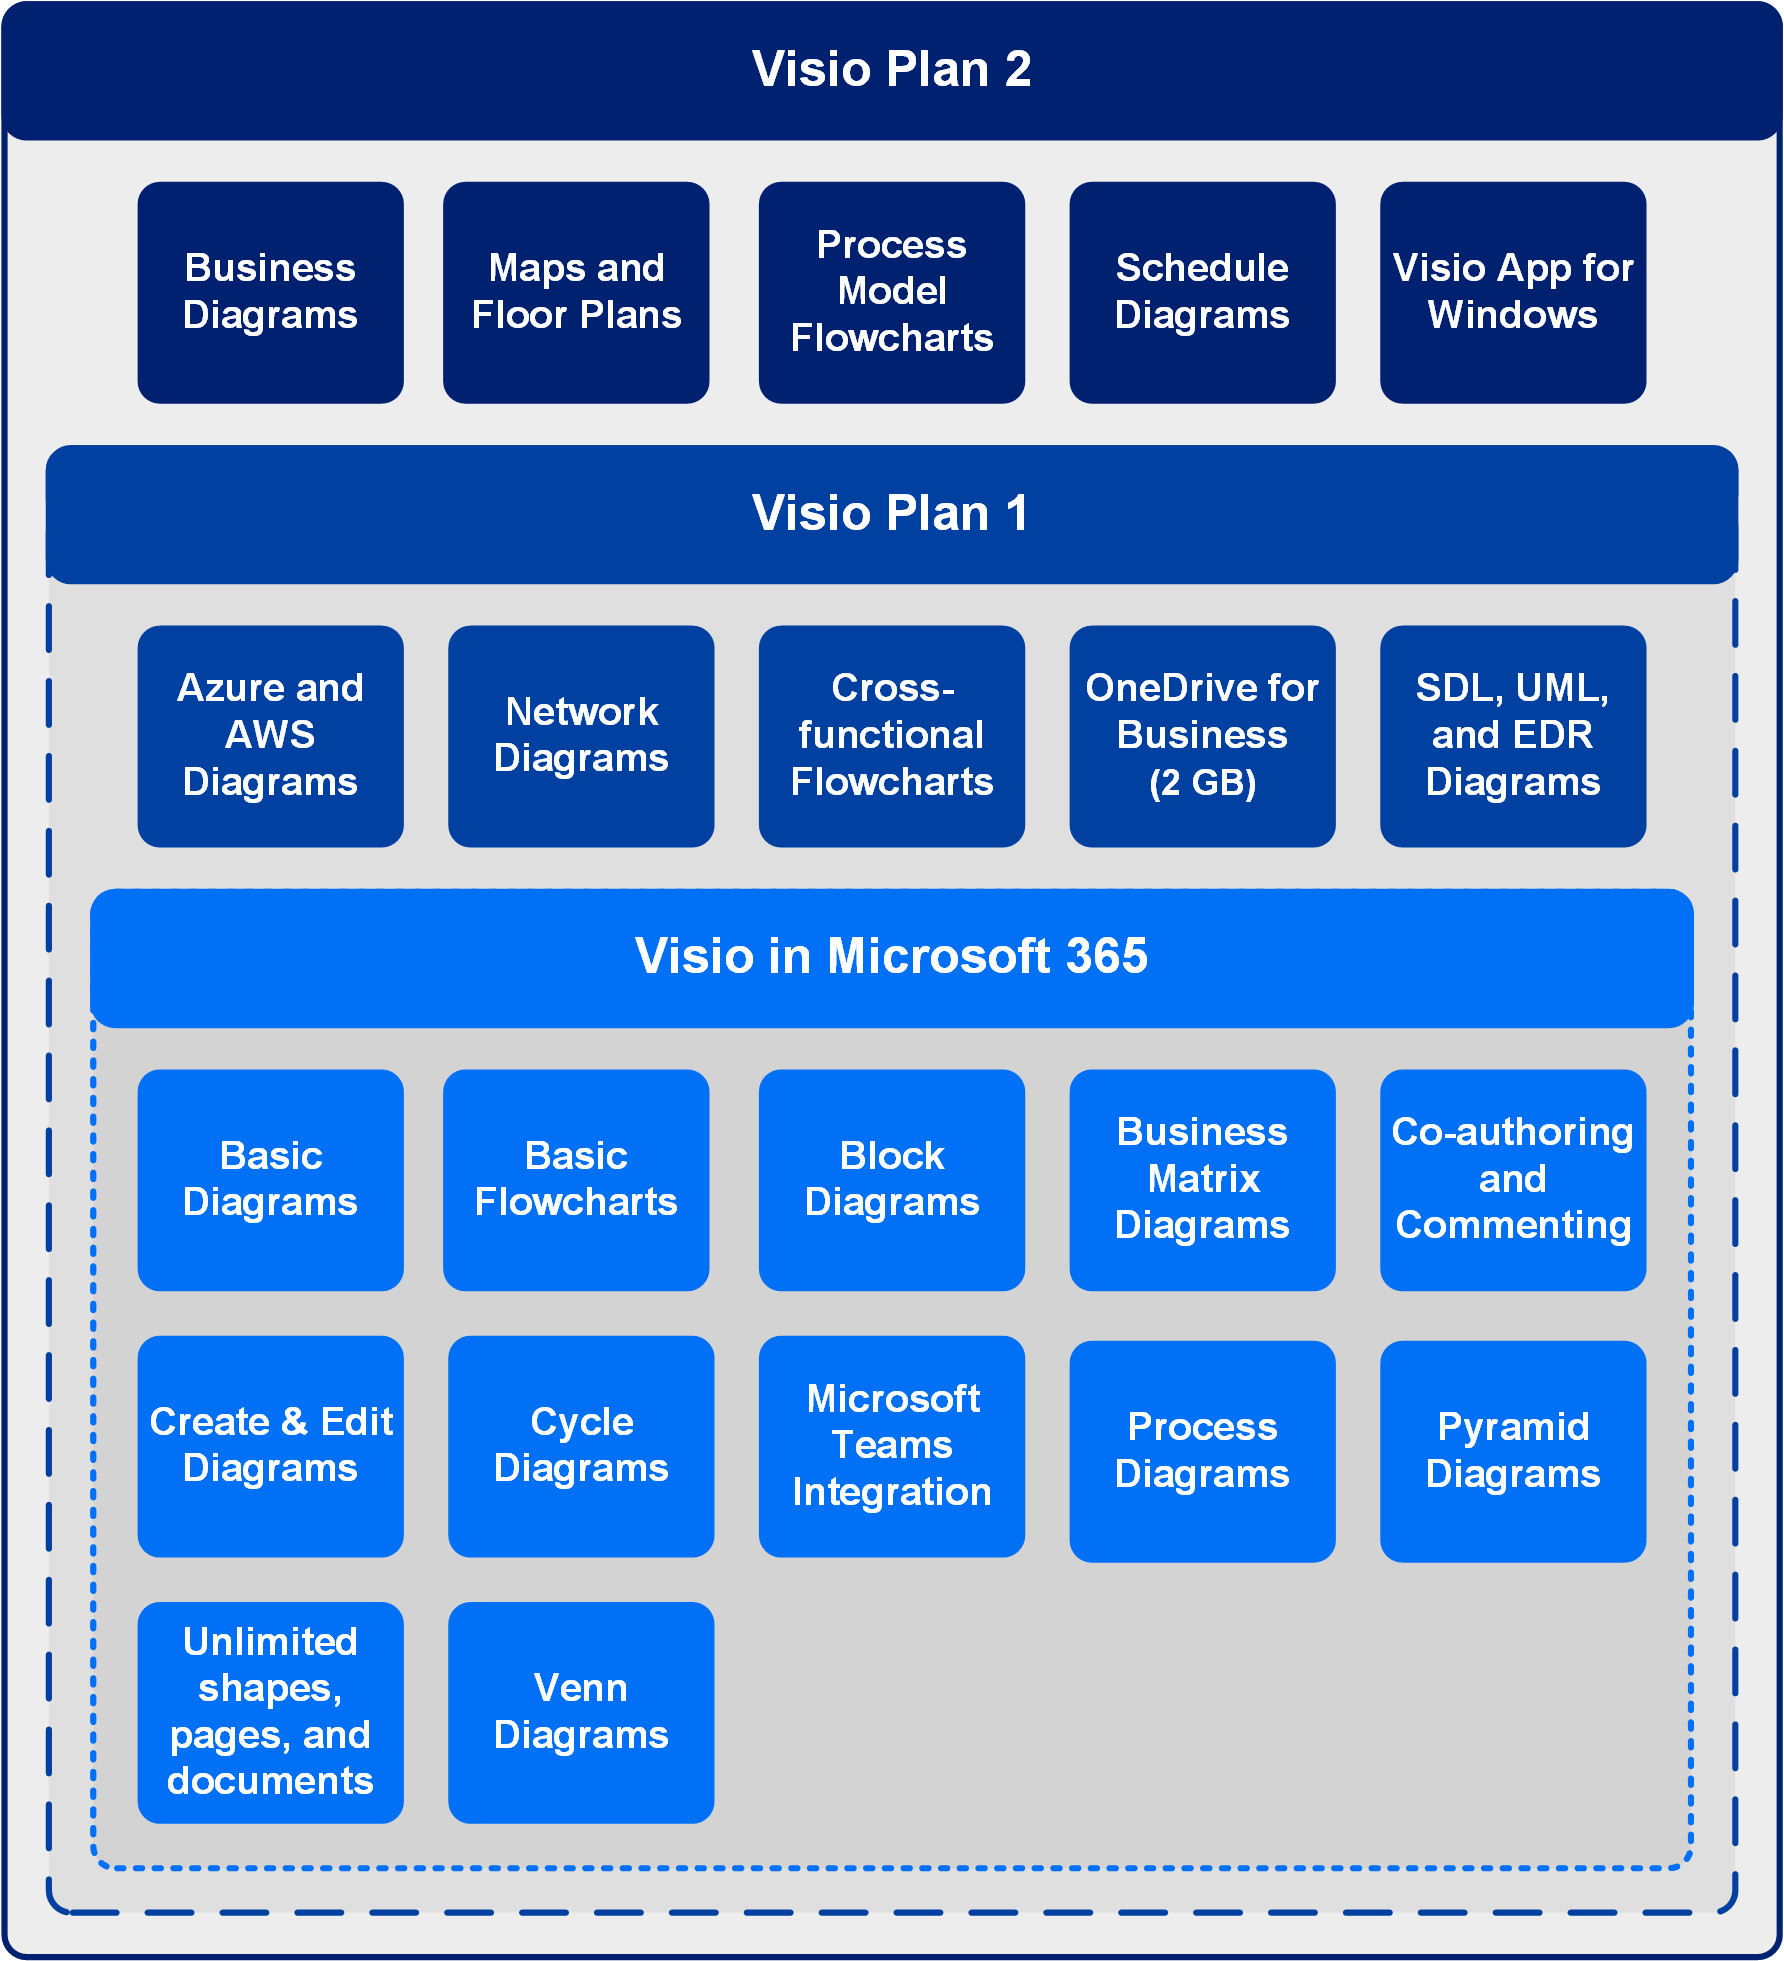 Visio Plan 2
Business
Diagrams
Maps and
Floor Plans
Process
Model
Flowcharts
Schedule
Diagrams
Visio App for
Windows
Visio Plan 1
Azure and
AWS
Diagrams
Network
Diagrams
Cross-
functional
Flowcharts
OneDrive for
Business
(2 GB)
SDL, UML,
and EDR
Diagrams
Visio in Microsoft 365
Basic
Diagrams
Basic
Flowcharts
Block
Diagrams
Business
Matrix
Diagrams
Co-authoring
and
Commenting
Create & Edit
Diagrams
Cycle
Diagrams
Microsoft
Teams
Integration
Process
Diagrams
Pyramid
Diagrams
Unlimited
shapes,
pages, and
documents
Venn
Diagrams